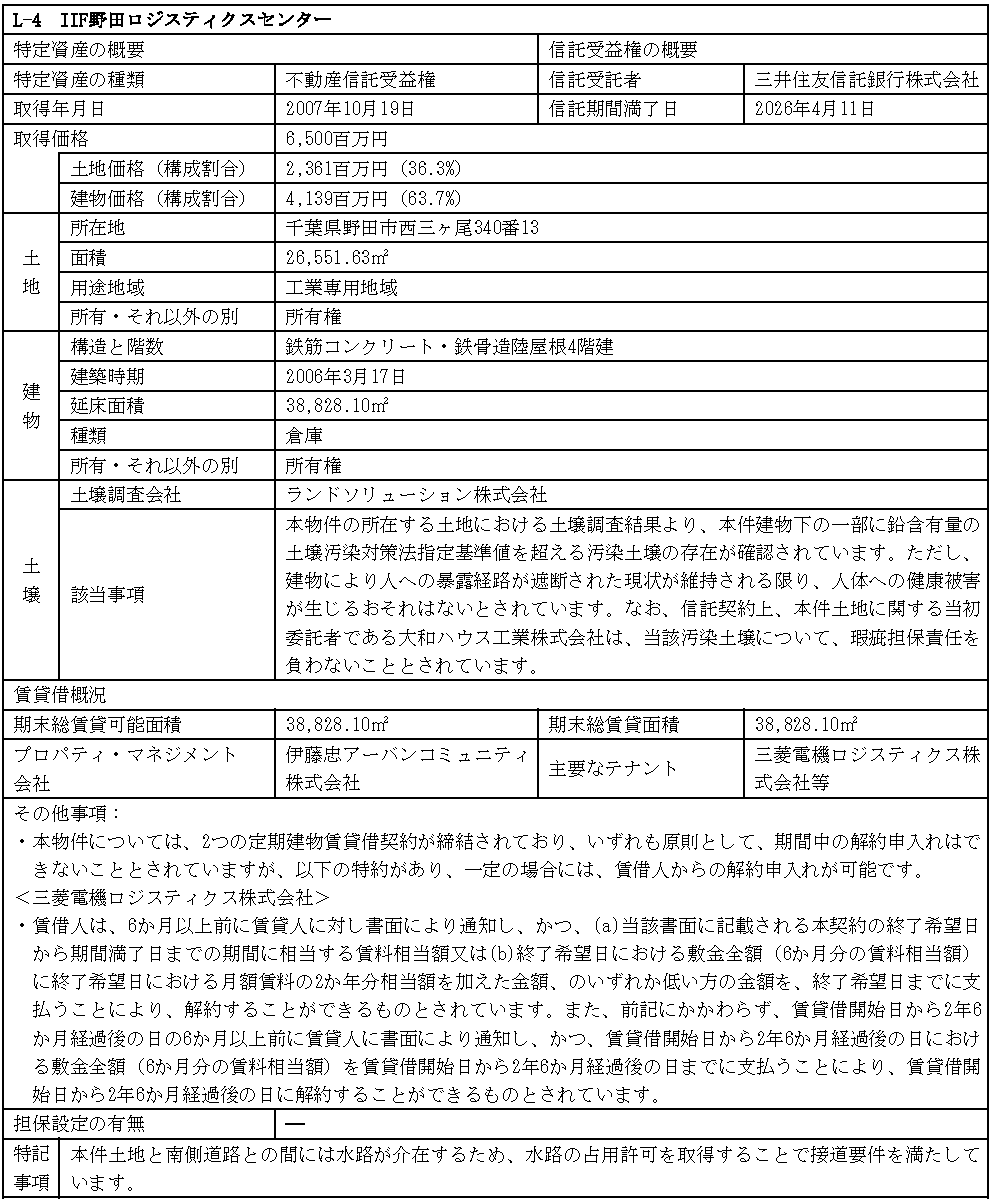 L-4 IIF野田ロジスティクスセンター
特定資産の概要 信託受益権の概要
特定資産の種類 不動産信託受益権 信託受託者 三井住友信託銀行株式会社
取得年月日 2007年10月19日 信託期間満了日 2026年4月11日
取得価格 6,500百万円
土地価格（構成割合） 2,361百万円（36.3%）
建物価格（構成割合） 4,139百万円（63.7%）
土地
所在地 千葉県野田市西三ヶ尾340番13
面積 26,551.63㎡
用途地域 工業専用地域
所有・それ以外の別 所有権
建物
構造と階数 鉄筋コンクリート・鉄骨造陸屋根4階建
建築時期 2006年3月17日
延床面積 38,828.10㎡
種類 倉庫
所有・それ以外の別 所有権
土壌
土壌調査会社 ランドソリューション株式会社
該当事項
本物件の所在する土地における土壌調査結果より、本件建物下の一部に鉛含有量の
土壌汚染対策法指定基準値を超える汚染土壌の存在が確認されています。ただし、
建物により人への暴露経路が遮断された現状が維持される限り、人体への健康被害
が生じるおそれはないとされています。なお、信託契約上、本件土地に関する当初
委託者である大和ハウス工業株式会社は、当該汚染土壌について、瑕疵担保責任を
負わないこととされています。
賃貸借概況
期末総賃貸可能面積 38,828.10㎡ 期末総賃貸面積 38,828.10㎡
プロパティ・マネジメント
会社
伊藤忠アーバンコミュニティ
株式会社
主要なテナント
三菱電機ロジスティクス株
式会社等
その他事項：
・本物件については、2つの定期建物賃貸借契約が締結されており、いずれも原則として、期間中の解約申入れはで
きないこととされていますが、以下の特約があり、一定の場合には、賃借人からの解約申入れが可能です。
＜三菱電機ロジスティクス株式会社＞
・賃借人は、6か月以上前に賃貸人に対し書面により通知し、かつ、(a)当該書面に記載される本契約の終了希望日
から期間満了日までの期間に相当する賃料相当額又は(b)終了希望日における敷金全額（6か月分の賃料相当額）
に終了希望日における月額賃料の2か年分相当額を加えた金額、のいずれか低い方の金額を、終了希望日までに支
払うことにより、解約することができるものとされています。また、前記にかかわらず、賃貸借開始日から2年6
か月経過後の日の6か月以上前に賃貸人に書面により通知し、かつ、賃貸借開始日から2年6か月経過後の日におけ
る敷金全額（6か月分の賃料相当額）を賃貸借開始日から2年6か月経過後の日までに支払うことにより、賃貸借開
始日から2年6か月経過後の日に解約することができるものとされています。
担保設定の有無 ―
特記
事項
本件土地と南側道路との間には水路が介在するため、水路の占用許可を取得することで接道要件を満たして
います。